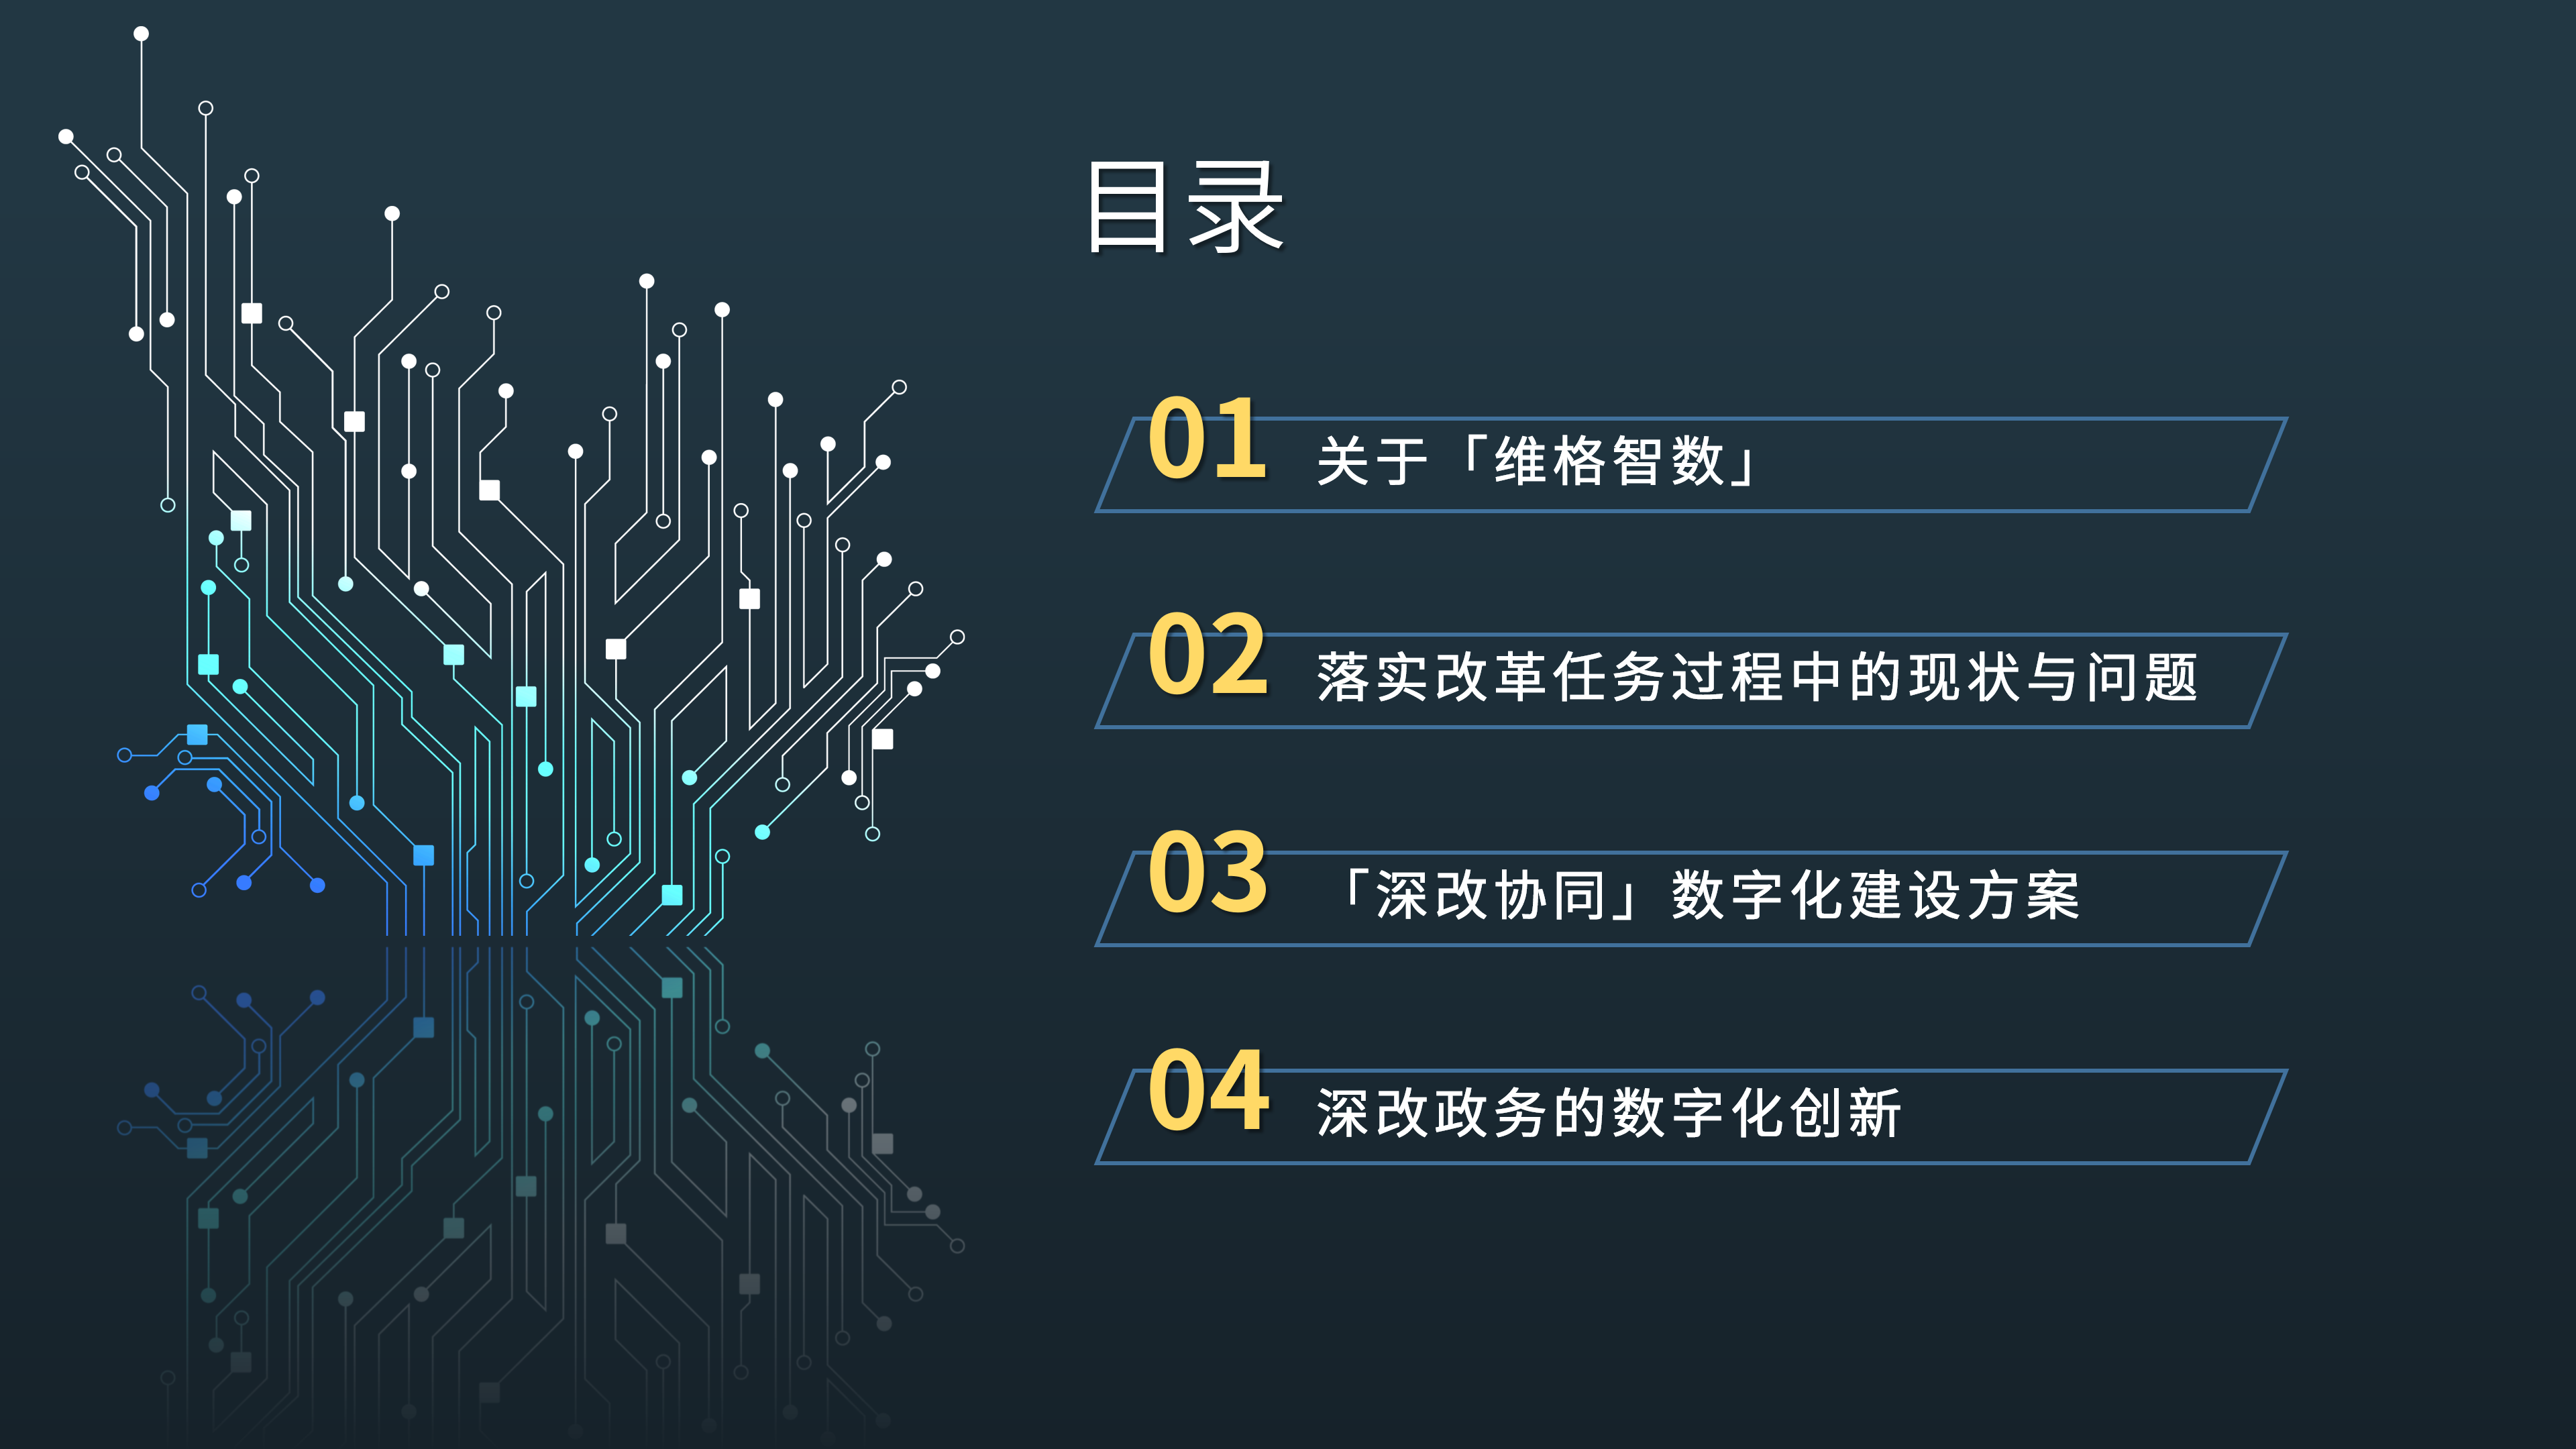 目录
01
关于「维格智数」
02
落实改革任务过程中的现状与问题
03
「深改协同」数字化建设方案
04
深改政务的数字化创新